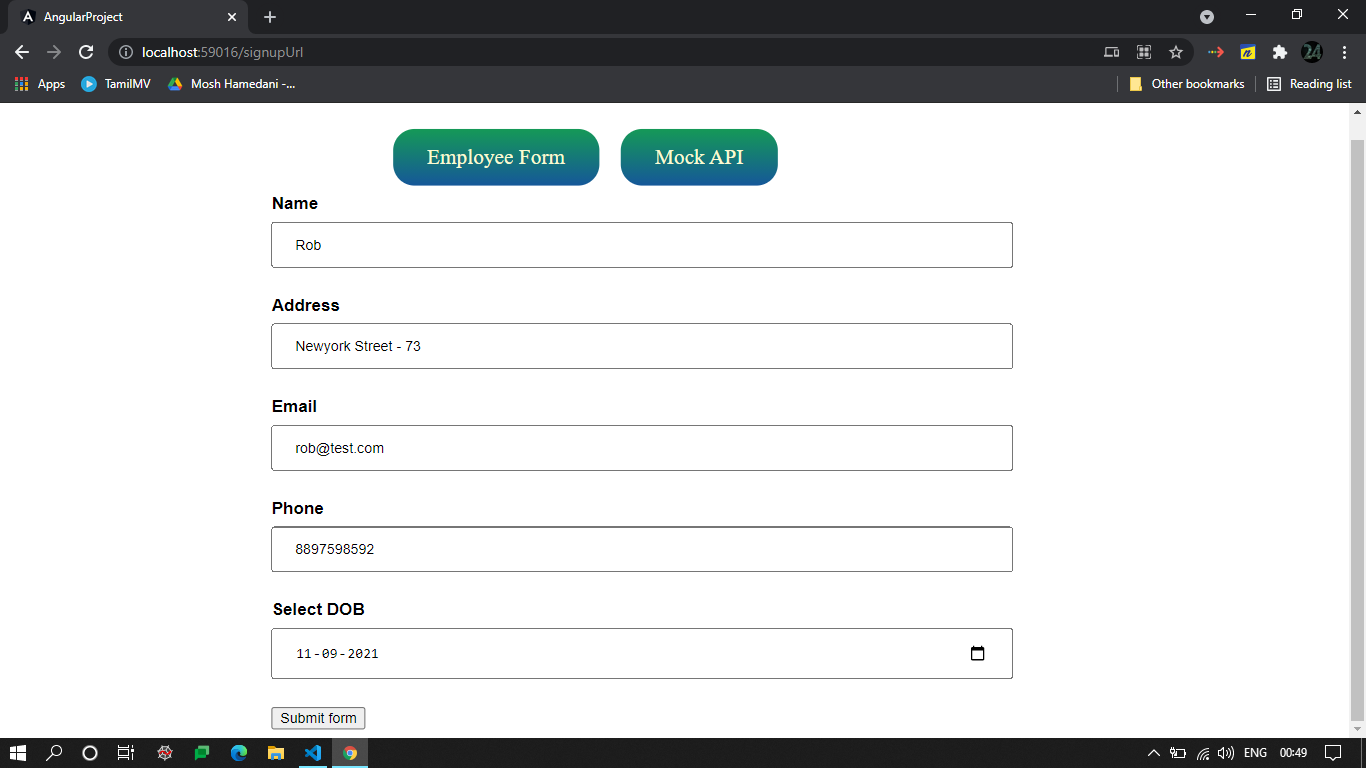 AngularProject
localhost:59016/signupUrl
Apps
TamilMV
Mosh Hamedani -...
Other bookmarks
Reading list
Employee Form
Mock API
Name
Rob
Address
Newyork Street - 73
Email
rob@test.com
Phone
8897598592
Select DOB
11-09-2021
Submit form
ENG
00:49